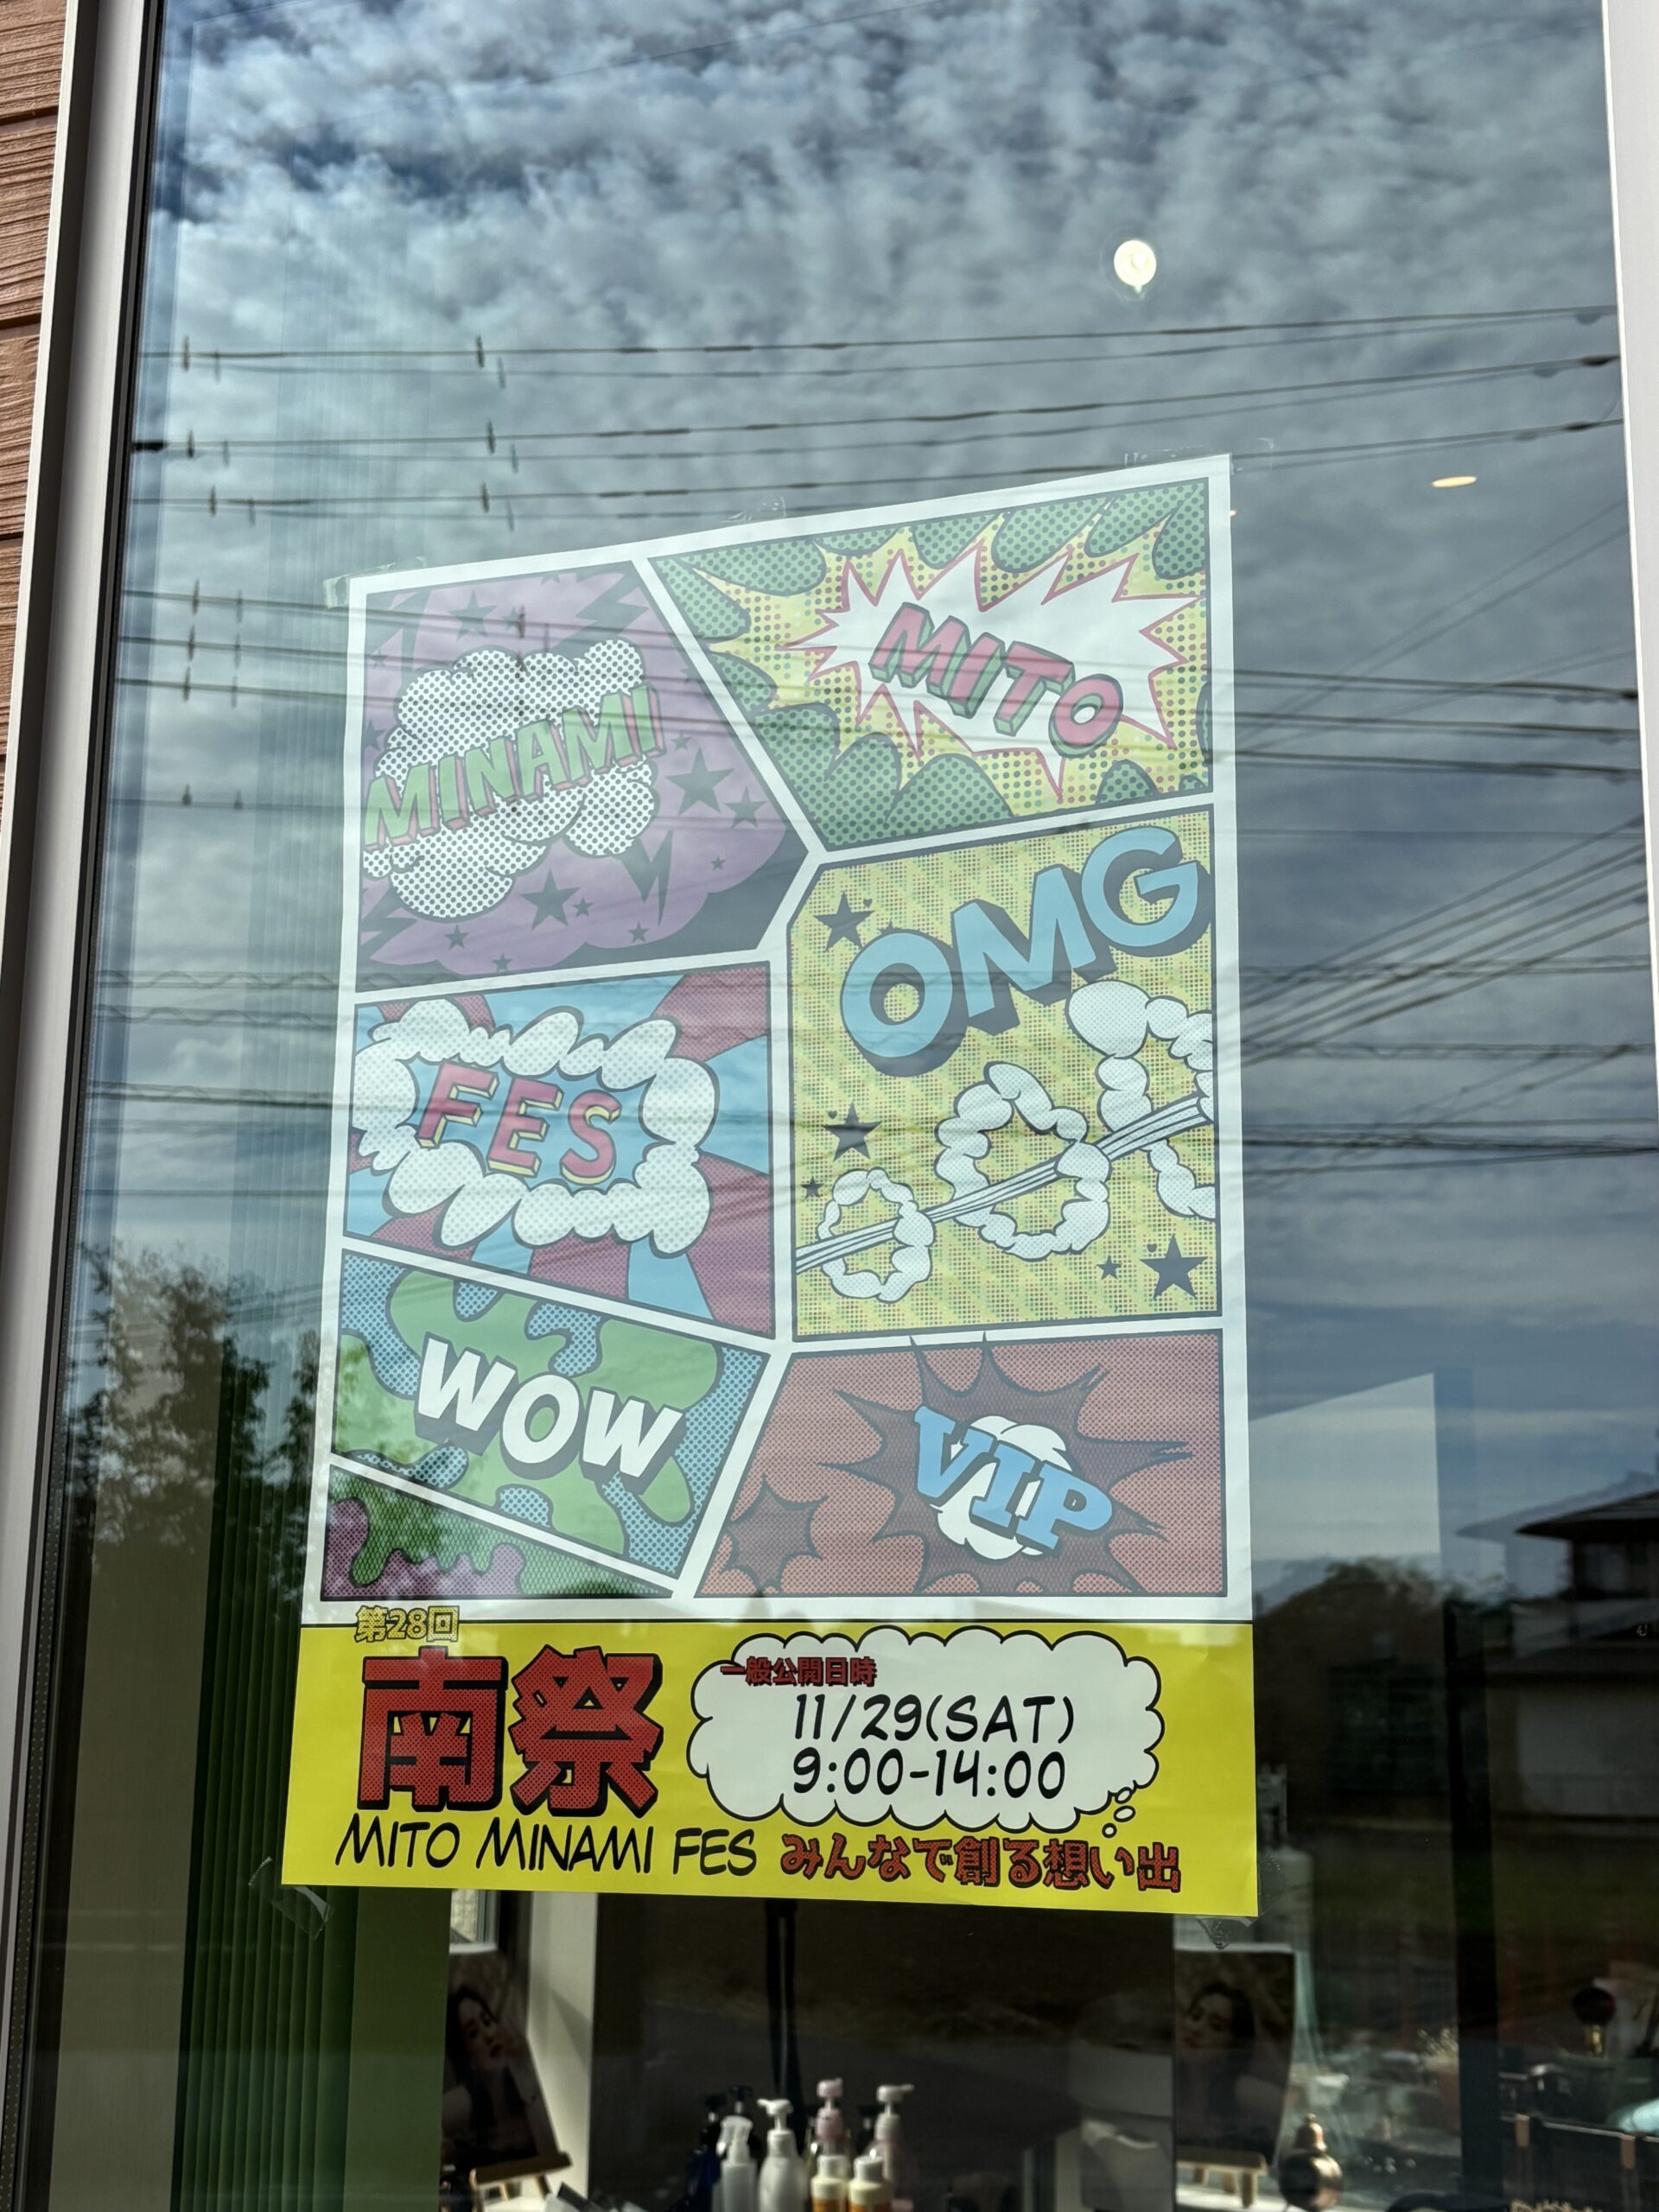 MINAMI
MITO
OMG
FES
WOW
VIP
第28回
南祭
一般公開日時
11/29(SAT)
9:00-14:00
MITO MINAMI FES
みんなで創る想い出